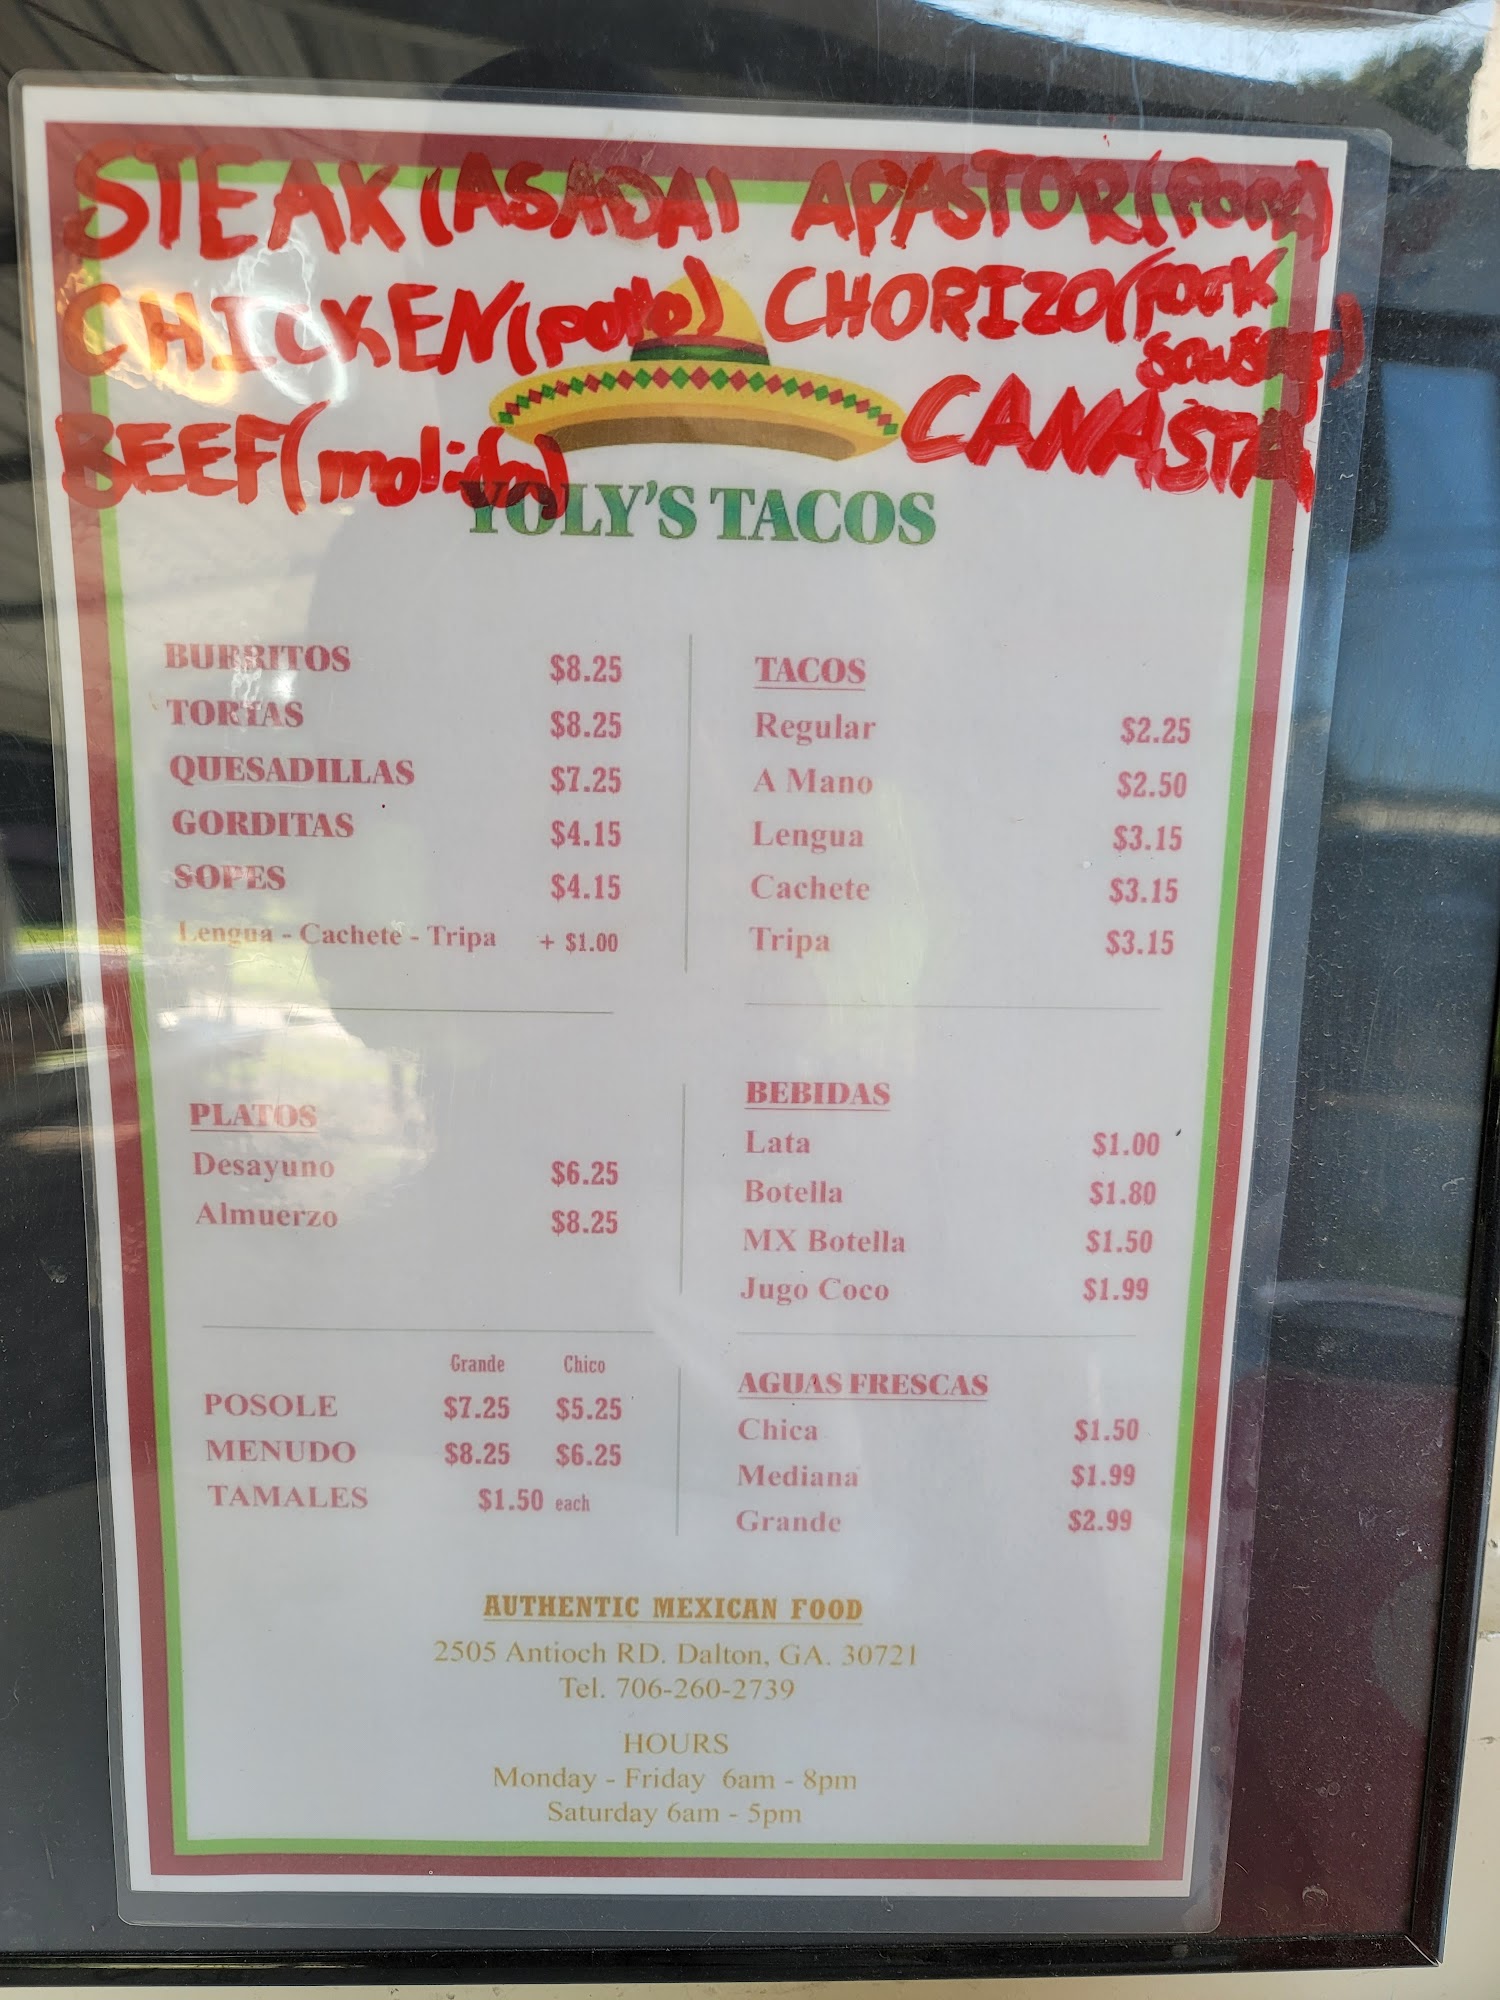 STEAK (ASADA) APASTOR (PORK)
CHICKEN (pollo) CHORIZO (pork
sausage)
BEEF (molida) CANASTA
YOLY'S TACOS
BURRITOS $8.25
TORTAS $8.25
QUESADILLAS $7.25
GORDITAS $4.15
SOPES $4.15
Lengua - Cachete - Tripa + $1.00
TACOS
Regular $2.25
A Mano $2.50
Lengua $3.15
Cachete $3.15
Tripa $3.15
PLATOS
Desayuno $6.25
Almuerzo $8.25
BEBIDAS
Lata $1.00
Botella $1.80
MX Botella $1.50
Jugo Coco $1.99
Grande Chico
POSOLE $7.25 $5.25
MENUDO $8.25 $6.25
TAMALES $1.50 each
AGUAS FRESCAS
Chica $1.50
Mediana $1.99
Grande $2.99
AUTHENTIC MEXICAN FOOD
2505 Antioch RD. Dalton, GA. 30721
Tel. 706-260-2739
HOURS
Monday - Friday 6am - 8pm
Saturday 6am - 5pm